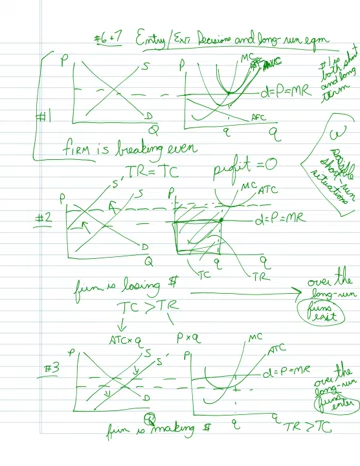 #6+7 Entry/Exit Decisions and long-run eqm
P S D Q
P MC ATC AVC d=P=MR AFC q q
#1 is both short and long term
#1
FIRM is breaking even
TR = TC profit = 0
W possible short run situations
#2
P S' S D Q
P MC ATC d=P=MR q q
TC TR
firm is losing $
over the long-run firms exit
TC > TR
ATC×q P×q
#3
P S S' D Q
P MC ATC d=P=MR q q
over the long-run firms enter
firm is making $ TR > TC